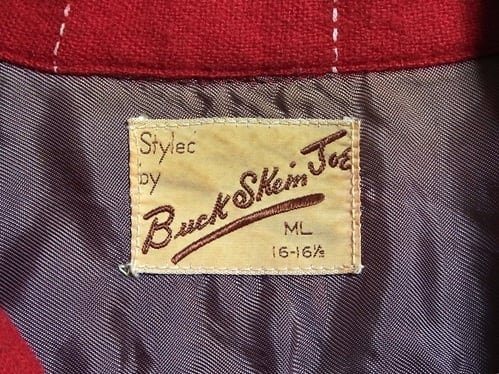 Styled
by
Buck Skein Joe
ML
16-16½